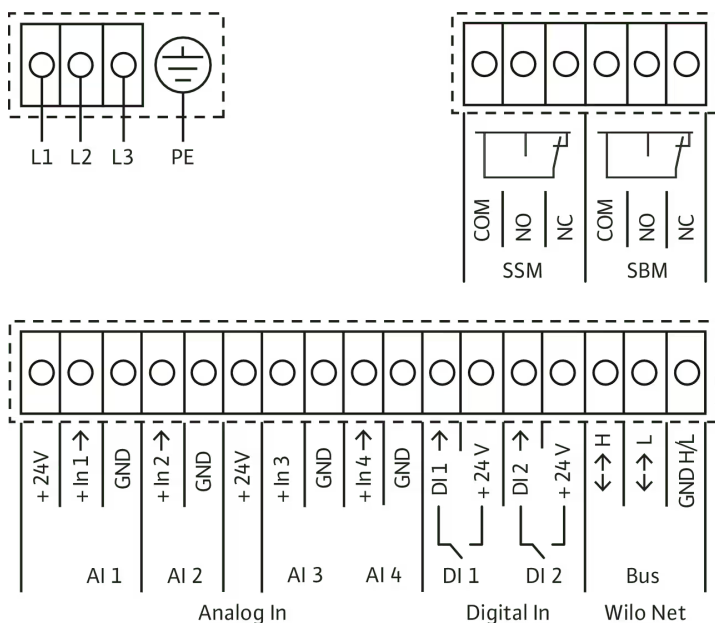 L1 L2 L3 PE
COM NO NC COM NO NC
SSM SBM
+ 24V + In 1 → GND + In 2 → GND + 24V + In 3 GND + In 4 → GND DI 1 → + 24 V DI 2 → + 24 V ↔ H ↔ L GND H/L
AI 1 AI 2 AI 3 AI 4 DI 1 DI 2 Bus
Analog In Digital In Wilo Net